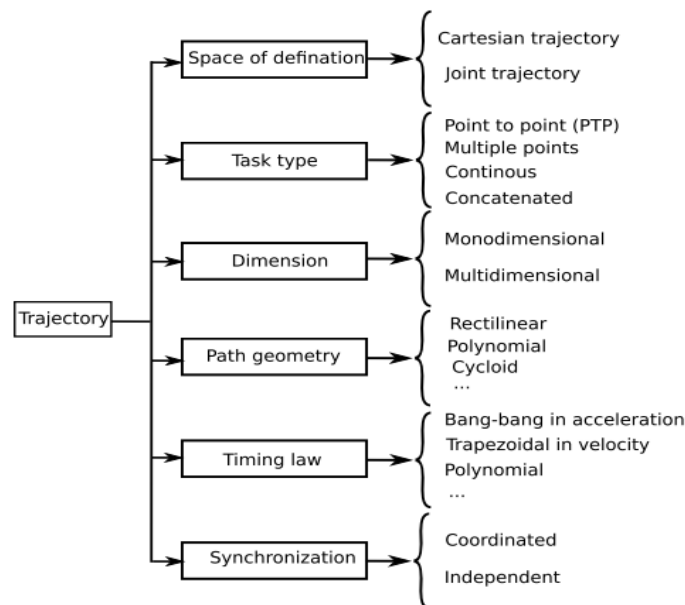 Space of defination
Cartesian trajectory
Joint trajectory
Task type
Point to point (PTP)
Multiple points
Continous
Concatenated
Dimension
Monodimensional
Multidimensional
Trajectory
Path geometry
Rectilinear
Polynomial
Cycloid
...
Timing law
Bang-bang in acceleration
Trapezoidal in velocity
Polynomial
...
Synchronization
Coordinated
Independent